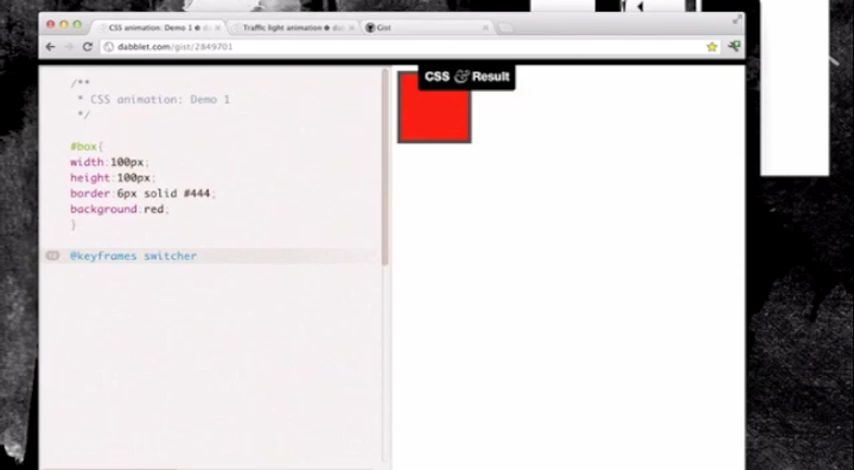 CSS animation: Demo 1
Traffic light animation
Gist
dabblet.com/gist/2849701
CSS & Result
/**
* CSS animation: Demo 1
*/
#box{
width:100px;
height:100px;
border:6px solid #444;
background:red;
}
@keyframes switcher